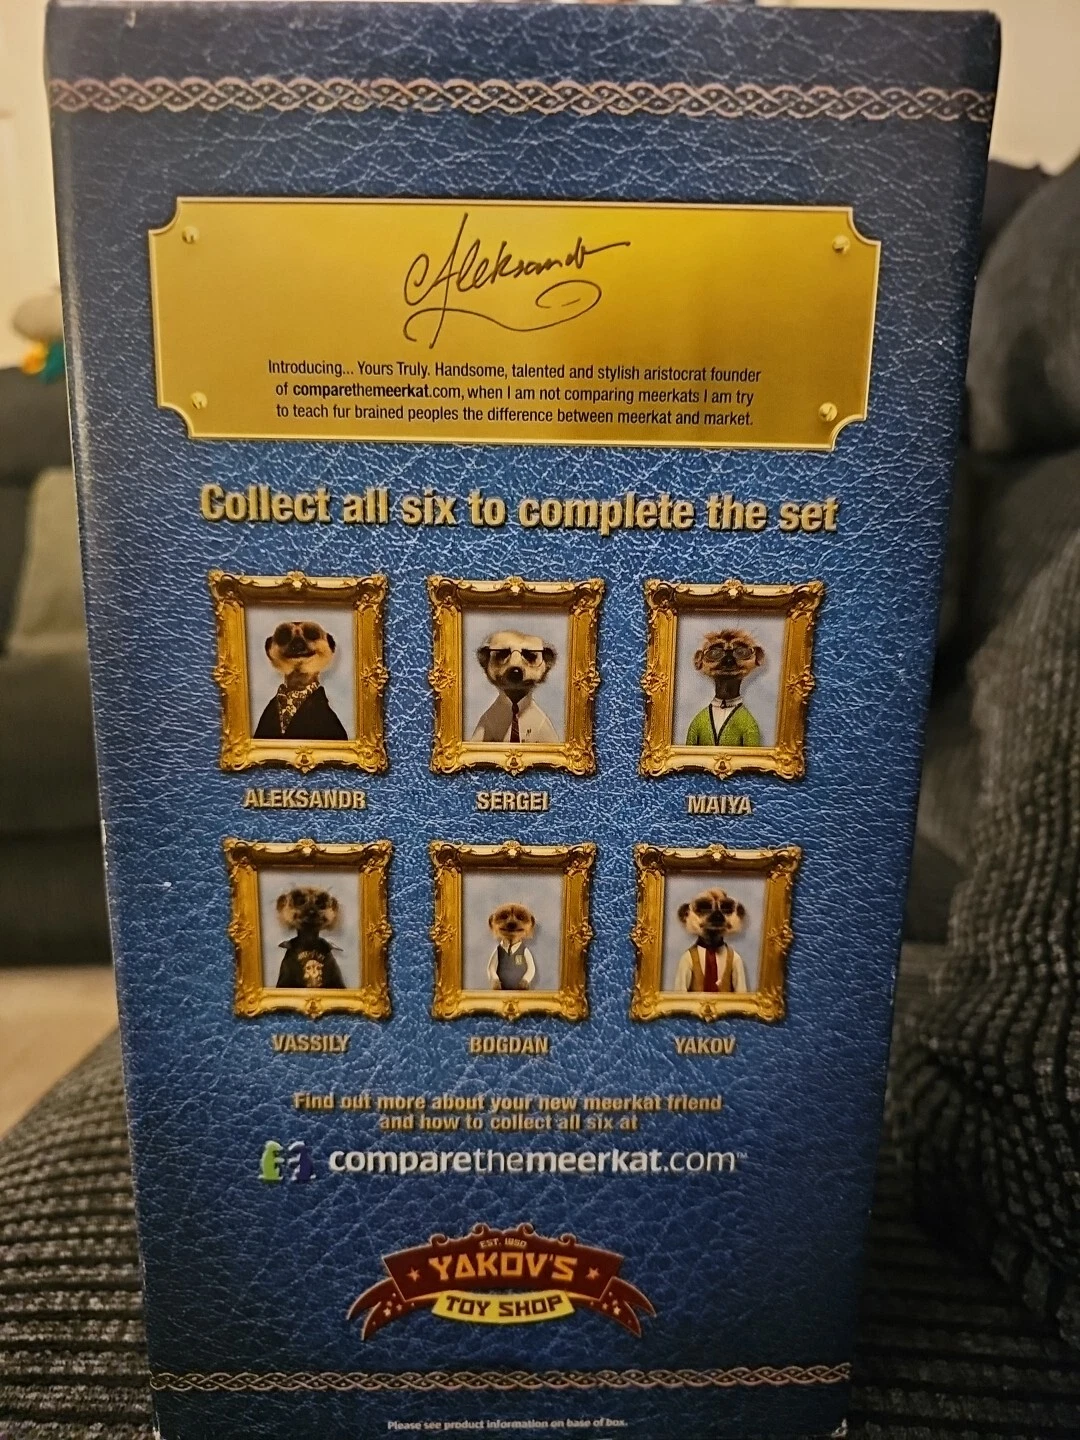 Aleksandr
Introducing... Yours Truly. Handsome, talented and stylish aristocrat founder
of comparethemeerkat.com, when I am not comparing meerkats I am try
to teach fur brained peoples the difference between meerkat and market.
Collect all six to complete the set
ALEKSANDR SERGEI MAIYA
VASSILY BOGDAN YAKOV
Find out more about your new meerkat friend
and how to collect all six at
comparethemeerkat.com™
EST. 1850
YAKOV'S
TOY SHOP
Please see product information on base of box.